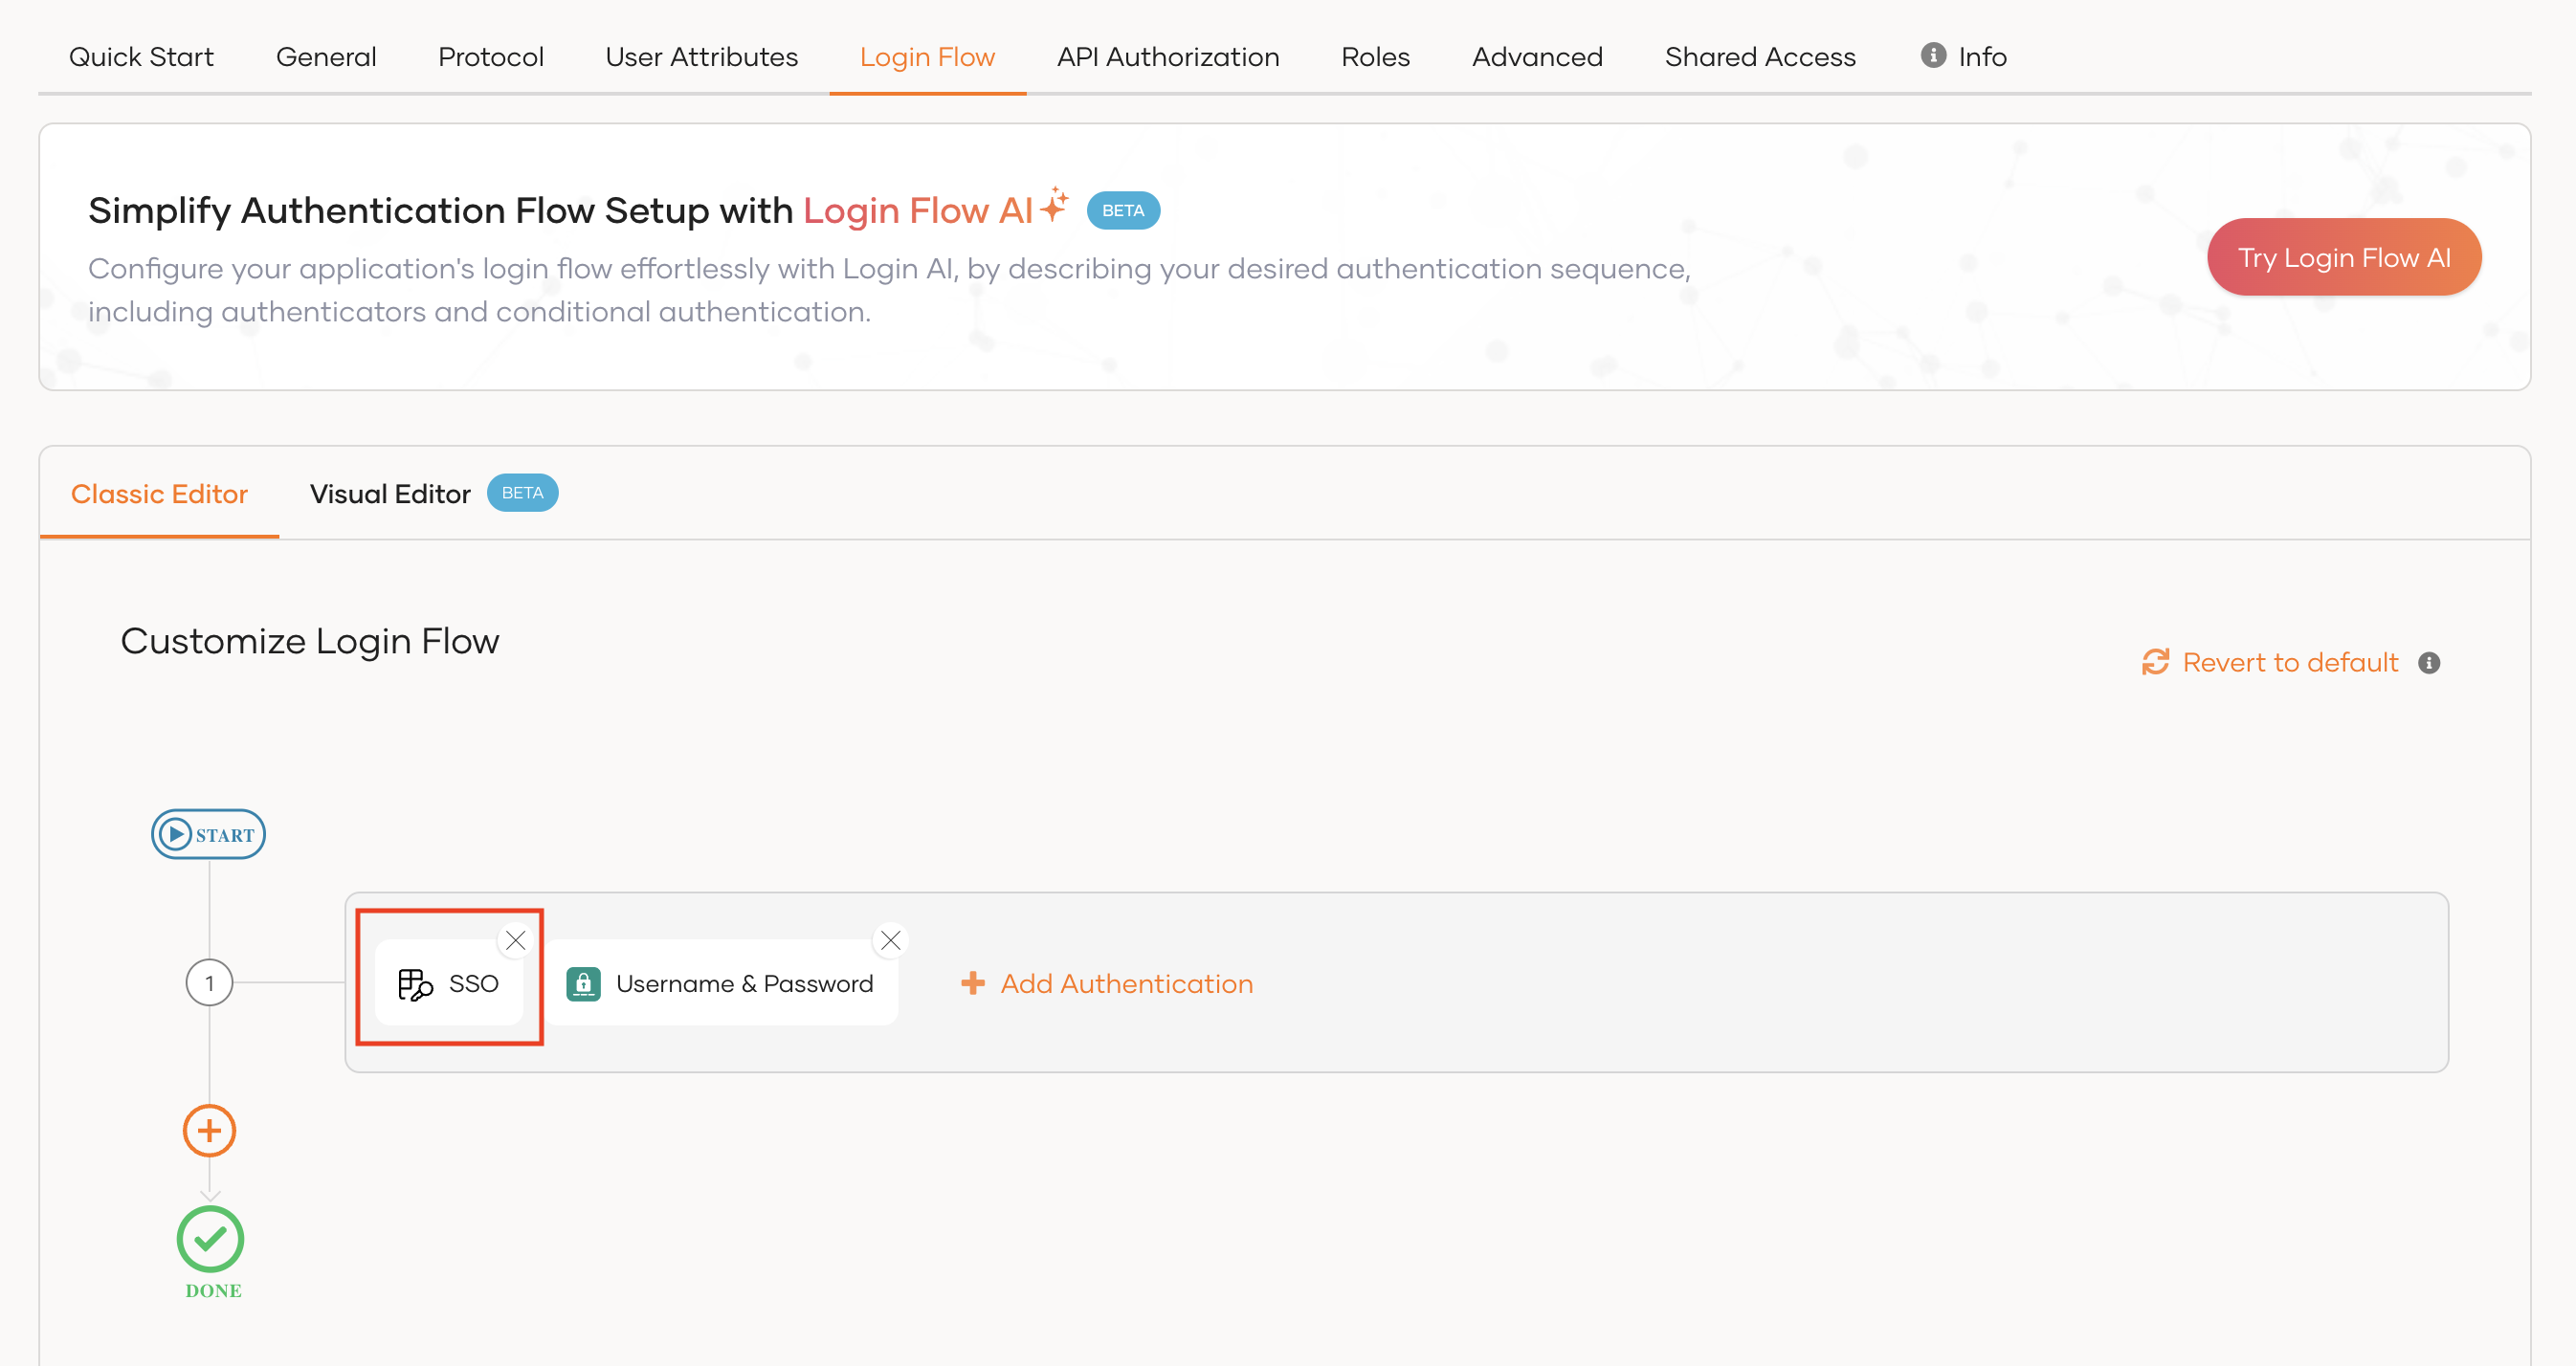 Quick Start General Protocol User Attributes Login Flow API Authorization Roles Advanced Shared Access Info
Simplify Authentication Flow Setup with Login Flow AI BETA
Configure your application's login flow effortlessly with Login AI, by describing your desired authentication sequence,
including authenticators and conditional authentication.
Try Login Flow AI
Classic Editor Visual Editor BETA
Customize Login Flow
Revert to default
START
1 SSO Username & Password Add Authentication
DONE